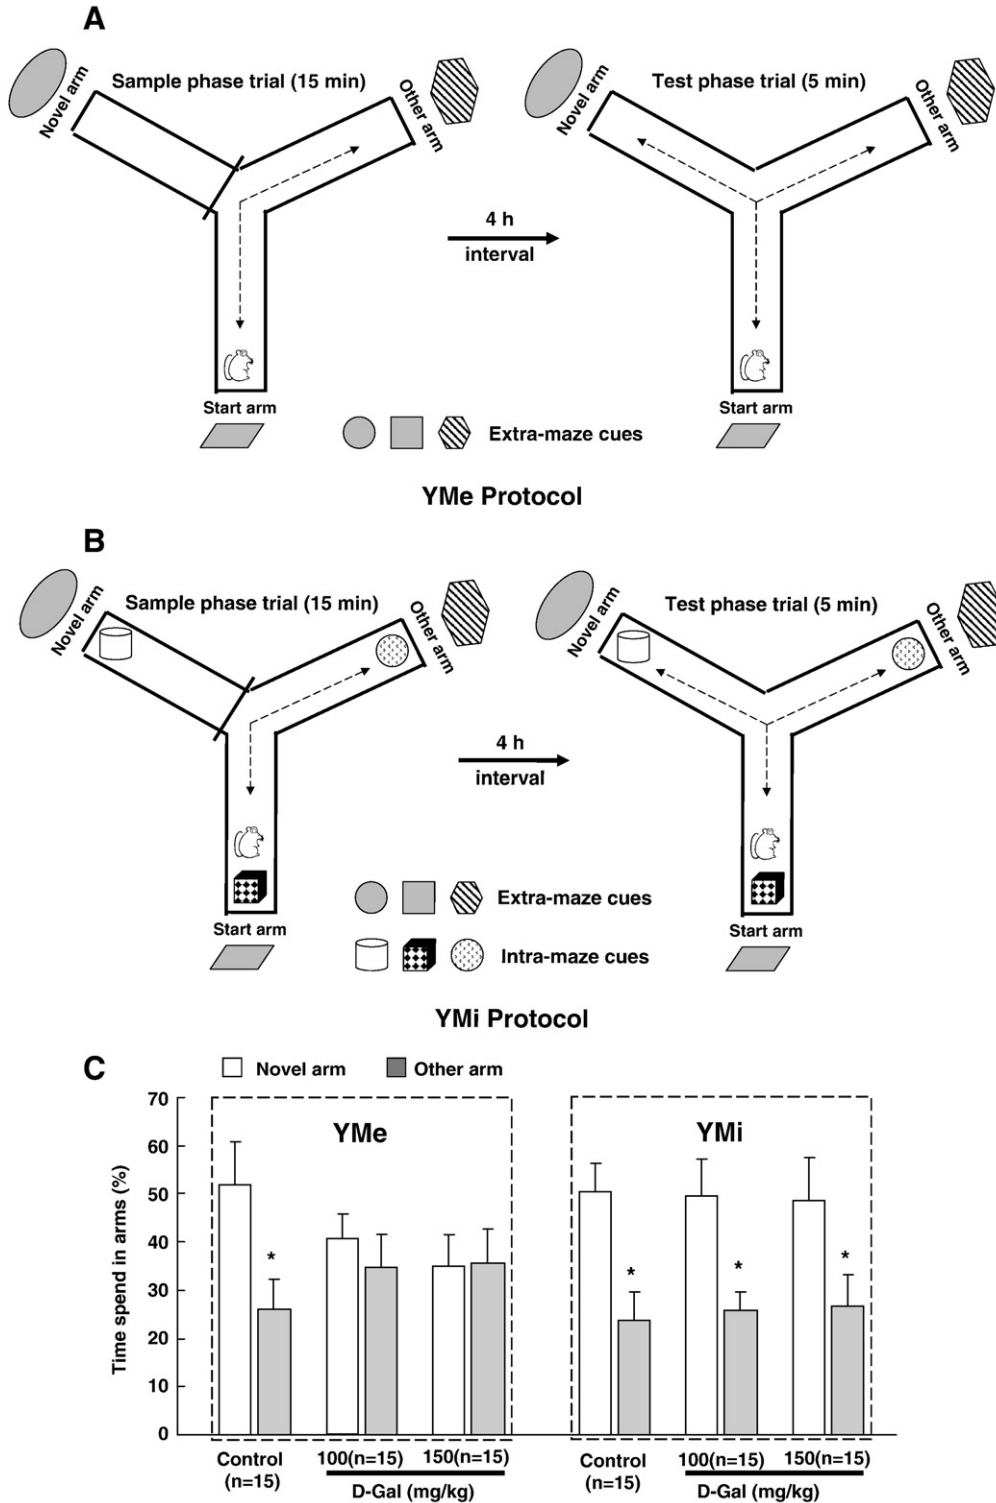 A
Sample phase trial (15 min)
Novel arm
Other arm
Start arm
4 h
interval
Test phase trial (5 min)
Novel arm
Other arm
Start arm
Extra-maze cues
YMe Protocol
B
Sample phase trial (15 min)
Novel arm
Other arm
Start arm
4 h
interval
Test phase trial (5 min)
Novel arm
Other arm
Start arm
Extra-maze cues
Intra-maze cues
YMi Protocol
C
Novel arm
Other arm
Time spend in arms (%)
70
60
50
40
30
20
10
0
YMe
Control
(n=15)
100(n=15)
150(n=15)
D-Gal (mg/kg)
*
YMi
Control
(n=15)
100(n=15)
150(n=15)
D-Gal (mg/kg)
*
*
*